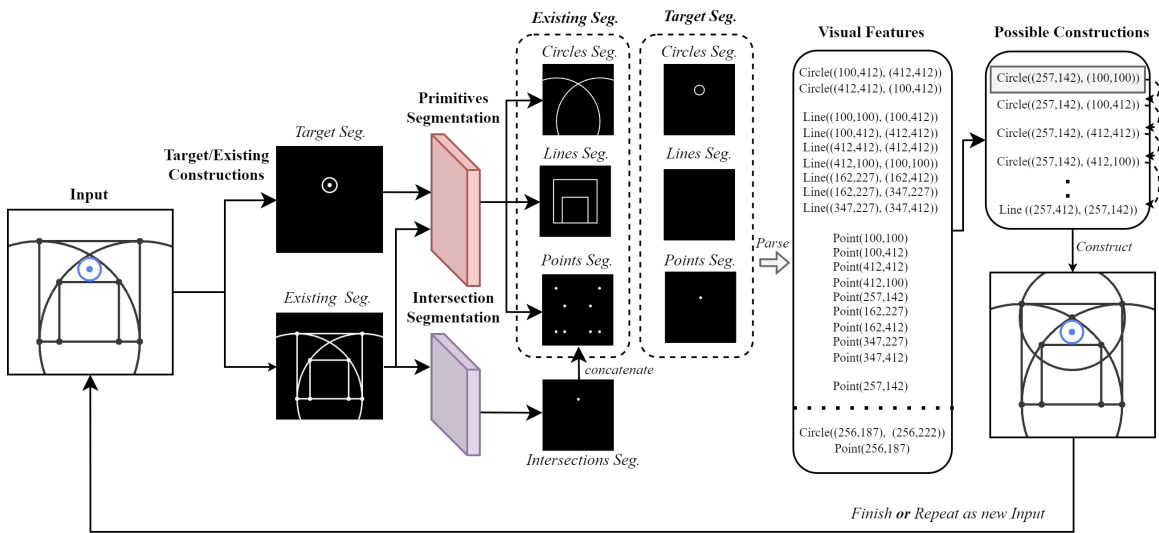 Input
Target/Existing
Constructions
Target Seg.
Existing Seg.
Primitives
Segmentation
Intersection
Segmentation
Existing Seg.
Circles Seg.
Lines Seg.
Points Seg.
concatenate
Intersections Seg.
Target Seg.
Circles Seg.
Lines Seg.
Points Seg.
Parse
Visual Features
Circle((100,412), (412,412))
Circle((412,412), (100,412))
Line((100,100), (100,412))
Line((100,412), (412,412))
Line((412,412), (412,412))
Line((412,100), (100,100))
Line((162,227), (162,412))
Line((162,227), (347,227))
Line((347,227), (347,412))
Point(100,100)
Point(100,412)
Point(412,412)
Point(412,100)
Point(257,142)
Point(162,227)
Point(162,412)
Point(347,227)
Point(347,412)
Point(257,142)
Circle((256,187), (256,222))
Point(256,187)
Possible Constructions
Circle((257,142), (100,100))
Circle((257,142), (100,412))
Circle((257,142), (412,412))
Circle((257,142), (412,100))
Line ((257,412), (257,142))
Construct
Finish or Repeat as new Input